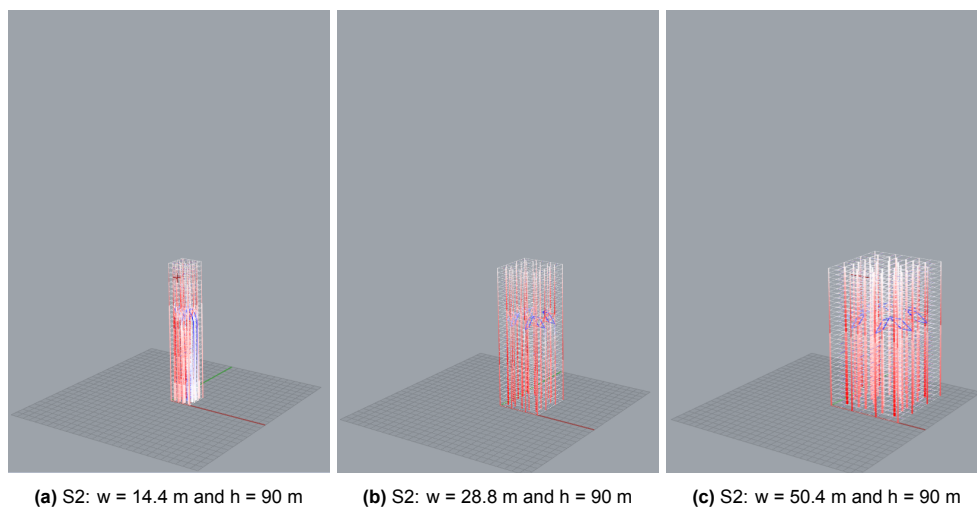 (a) S2: w = 14.4 m and h = 90 m
(b) S2: w = 28.8 m and h = 90 m
(c) S2: w = 50.4 m and h = 90 m